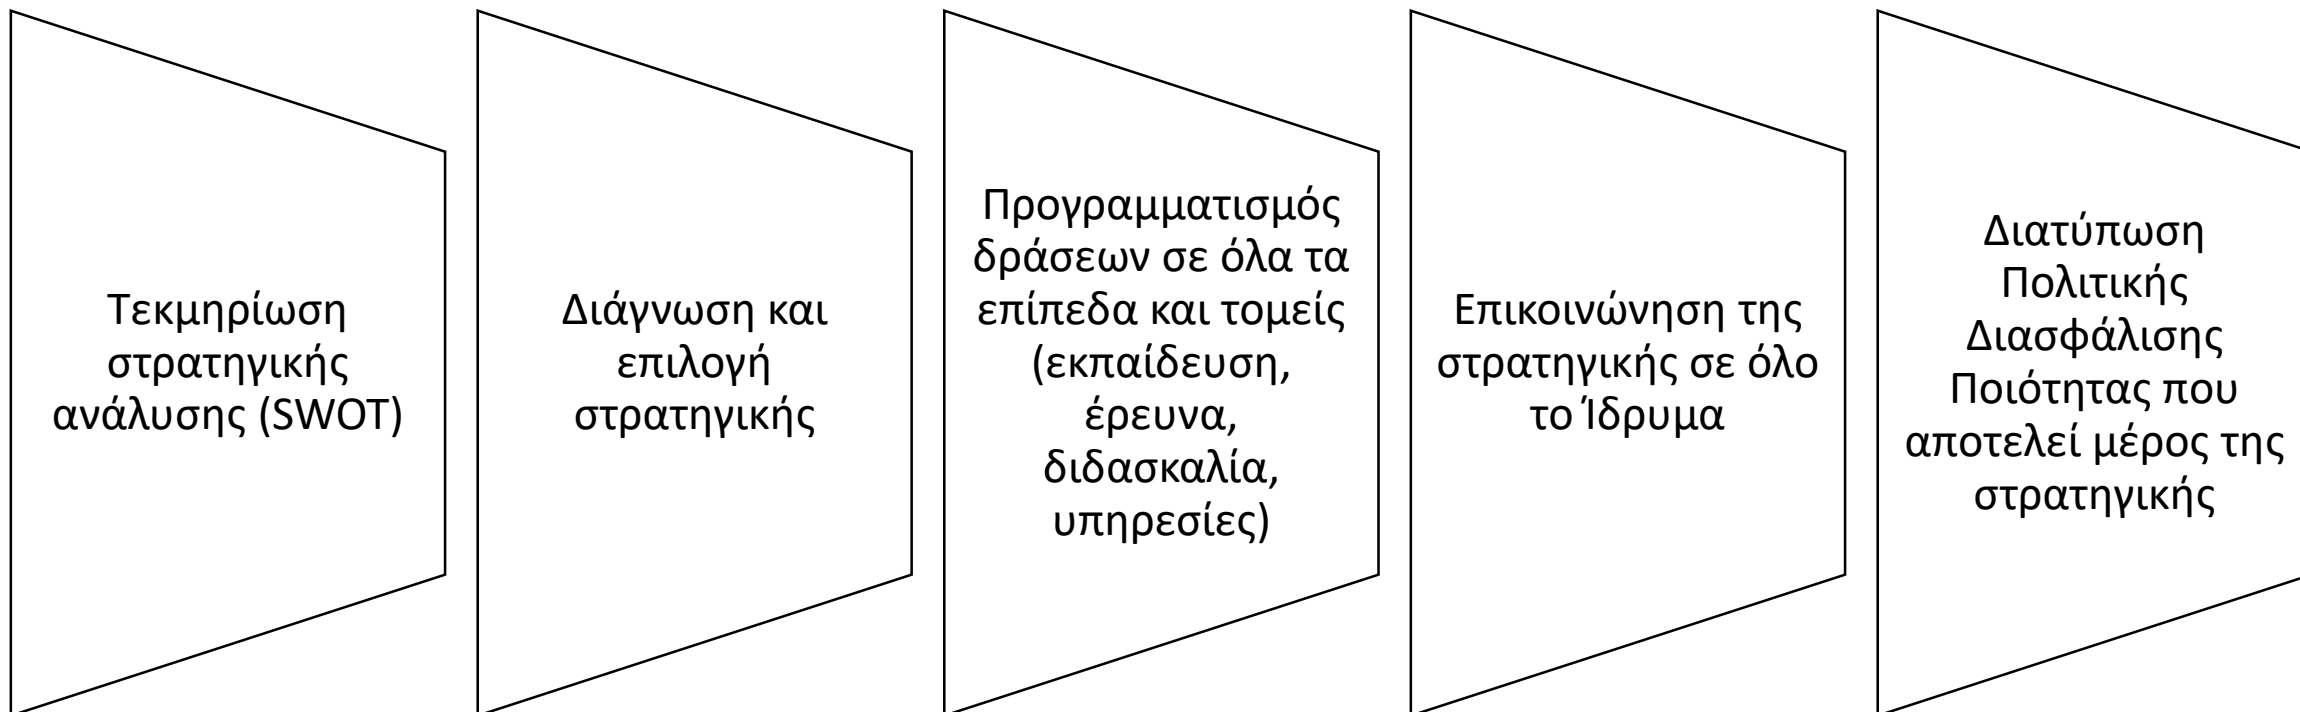 Τεκμηρίωση
στρατηγικής
ανάλυσης (SWOT)
Διάγνωση και
επιλογή
στρατηγικής
Προγραμματισμός
δράσεων σε όλα τα
επίπεδα και τομείς
(εκπαίδευση,
έρευνα,
διδασκαλία,
υπηρεσίες)
Επικοινώνηση της
στρατηγικής σε όλο
το Ίδρυμα
Διατύπωση
Πολιτικής
Διασφάλισης
Ποιότητας που
αποτελεί μέρος της
στρατηγικής